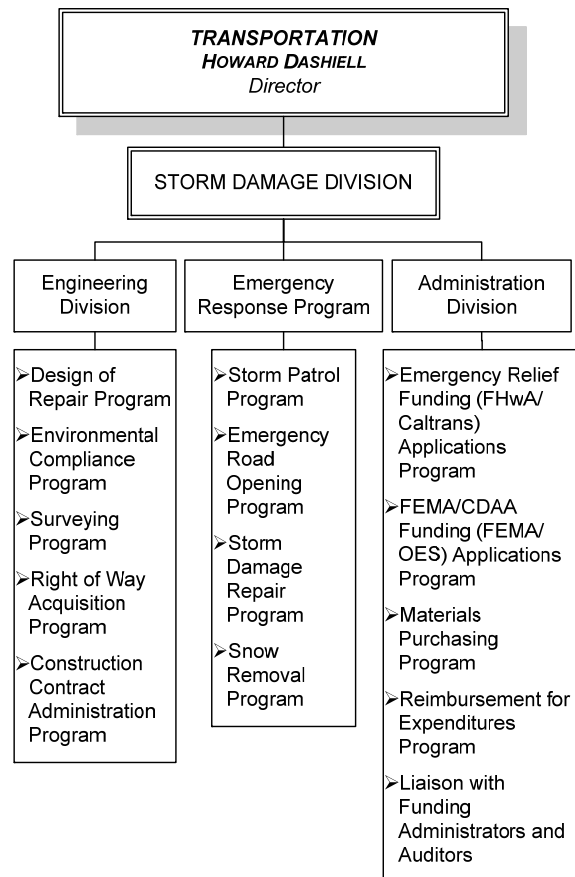 TRANSPORTATION
HOWARD DASHIELL
Director
STORM DAMAGE DIVISION
Engineering
Division
➢Design of
Repair Program
➢Environmental
Compliance
Program
➢Surveying
Program
➢Right of Way
Acquisition
Program
➢Construction
Contract
Administration
Program
Emergency
Response Program
➢Storm Patrol
Program
➢Emergency
Road
Opening
Program
➢Storm
Damage
Repair
Program
➢Snow
Removal
Program
Administration
Division
➢Emergency Relief
Funding (FHwA/
Caltrans)
Applications
Program
➢FEMA/CDAA
Funding (FEMA/
OES) Applications
Program
➢Materials
Purchasing
Program
➢Reimbursement for
Expenditures
Program
➢Liaison with
Funding
Administrators and
Auditors